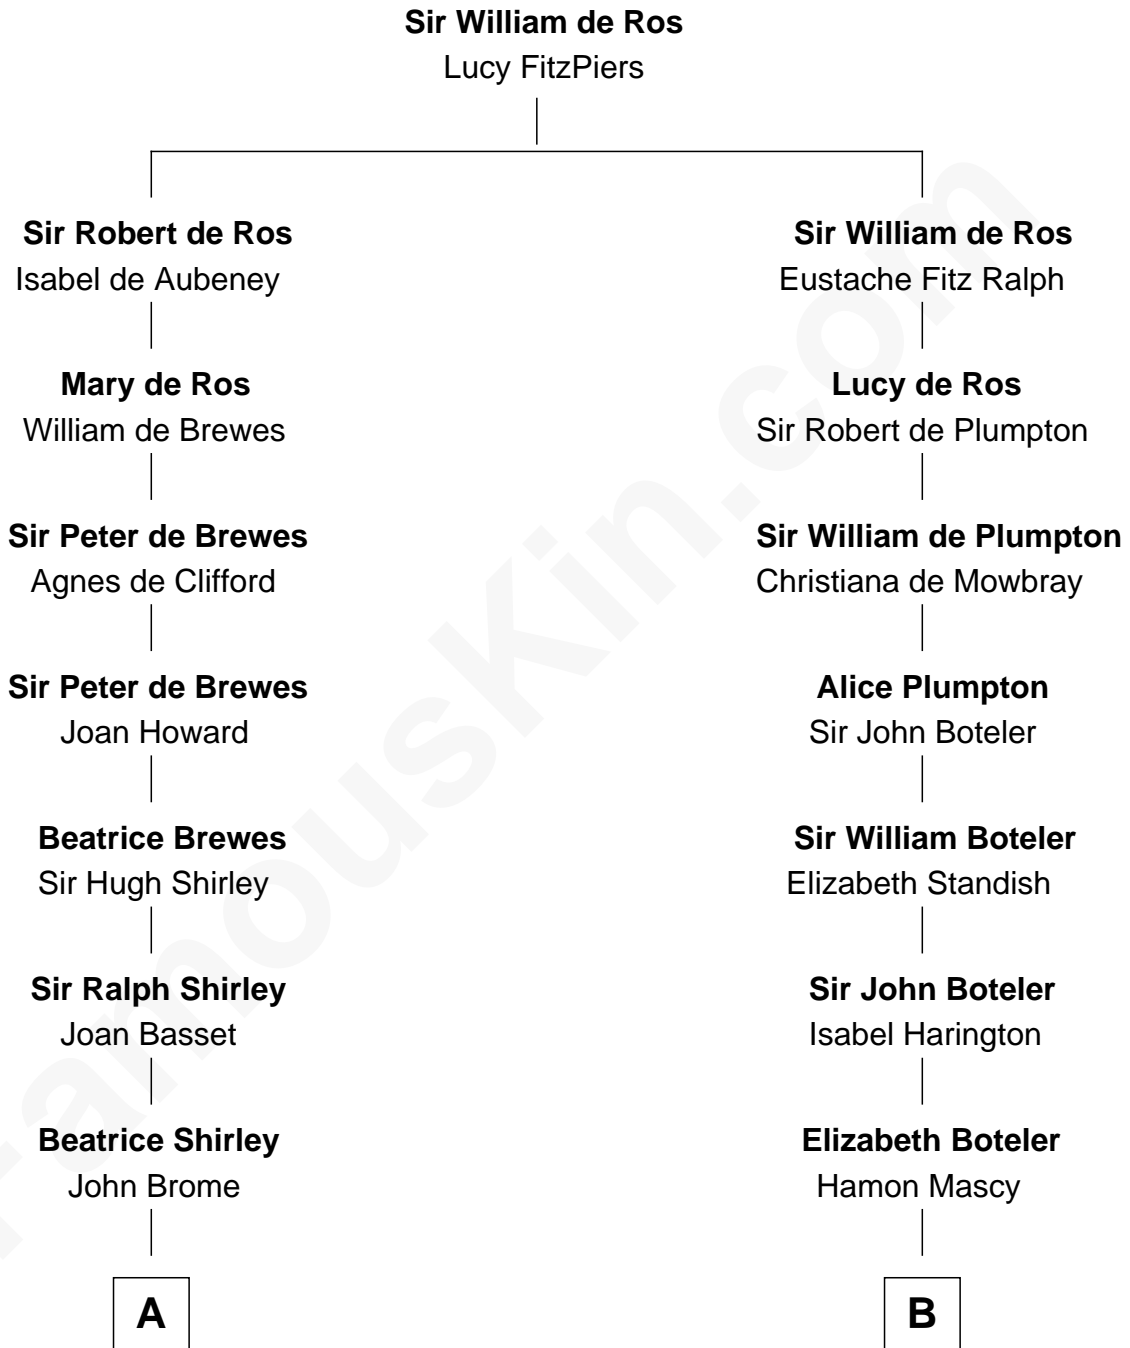 Sir William de Ros
Lucy FitzPiers
Sir Robert de Ros
Isabel de Aubeney
Mary de Ros
William de Brewes
Sir Peter de Brewes
Agnes de Clifford
Sir Peter de Brewes
Joan Howard
Beatrice Brewes
Sir Hugh Shirley
Sir Ralph Shirley
Joan Basset
Beatrice Shirley
John Brome
A
Sir William de Ros
Eustache Fitz Ralph
Lucy de Ros
Sir Robert de Plumpton
Sir William de Plumpton
Christiana de Mowbray
Alice Plumpton
Sir John Boteler
Sir William Boteler
Elizabeth Standish
Sir John Boteler
Isabel Harington
Elizabeth Boteler
Hamon Mascy
B
FamousKin.com